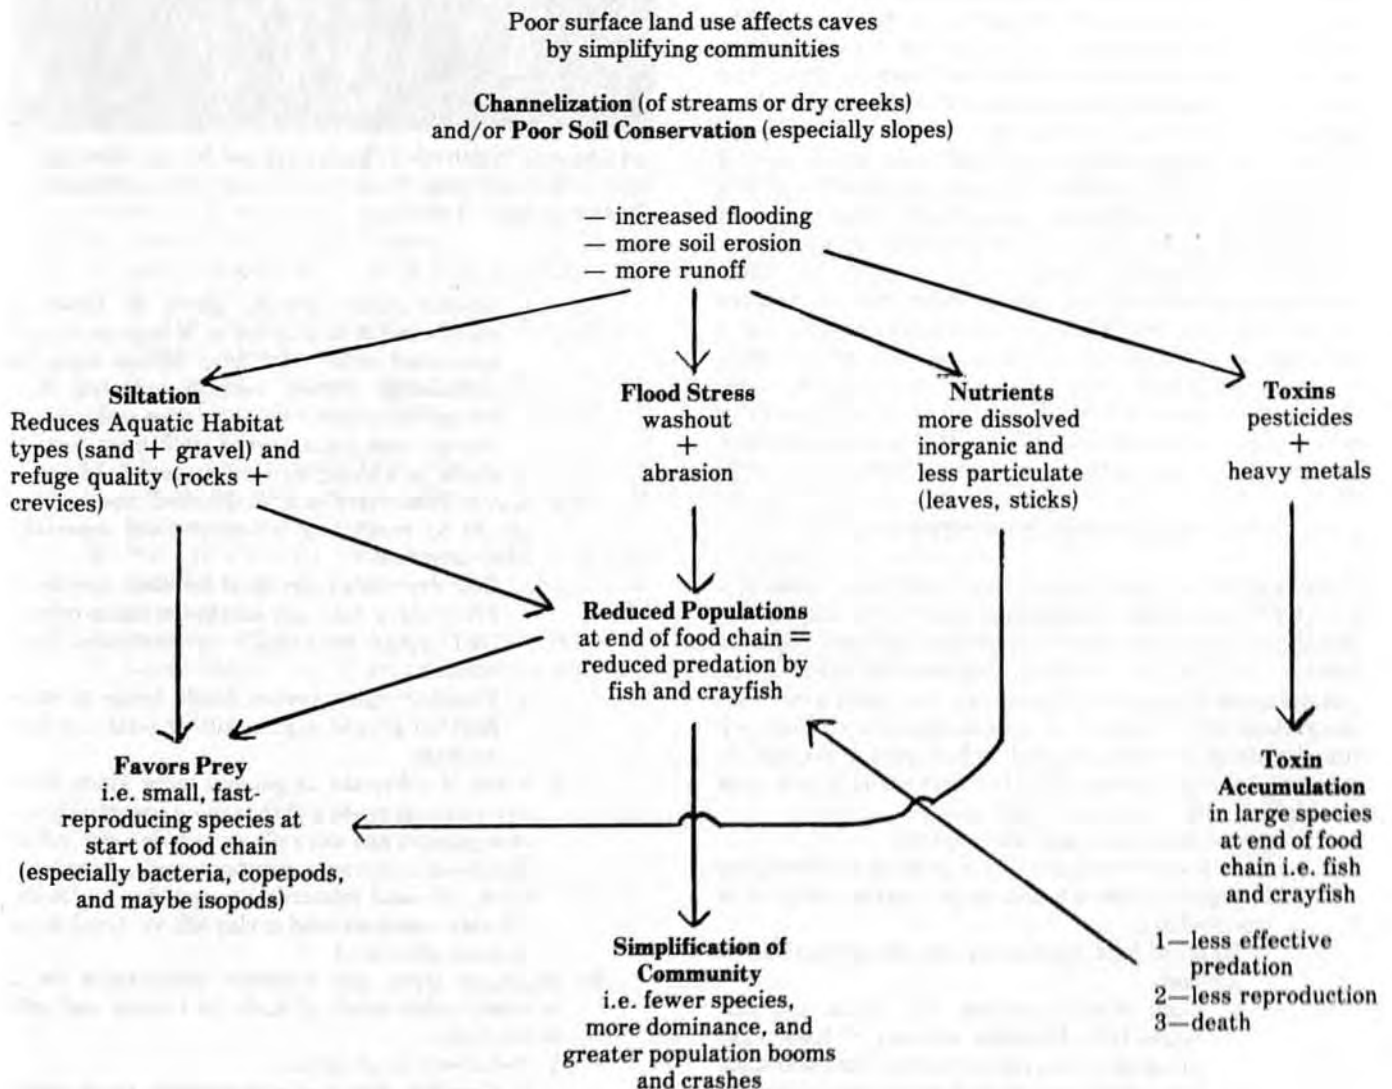 Poor surface land use affects caves
by simplifying communities
Channelization (of streams or dry creeks)
and/or Poor Soil Conservation (especially slopes)
— increased flooding
— more soil erosion
— more runoff
Siltation
Reduces Aquatic Habitat
types (sand + gravel) and
refuge quality (rocks +
crevices)
Flood Stress
washout
+
abrasion
Nutrients
more dissolved
inorganic and
less particulate
(leaves, sticks)
Toxins
pesticides
+
heavy metals
Reduced Populations
at end of food chain =
reduced predation by
fish and crayfish
Favors Prey
i.e. small, fast-
reproducing species at
start of food chain
(especially bacteria, copepods,
and maybe isopods)
Toxin
Accumulation
in large species
at end of food
chain i.e. fish
and crayfish
1—less effective
predation
2—less reproduction
3—death
Simplification of
Community
i.e. fewer species,
more dominance, and
greater population booms
and crashes